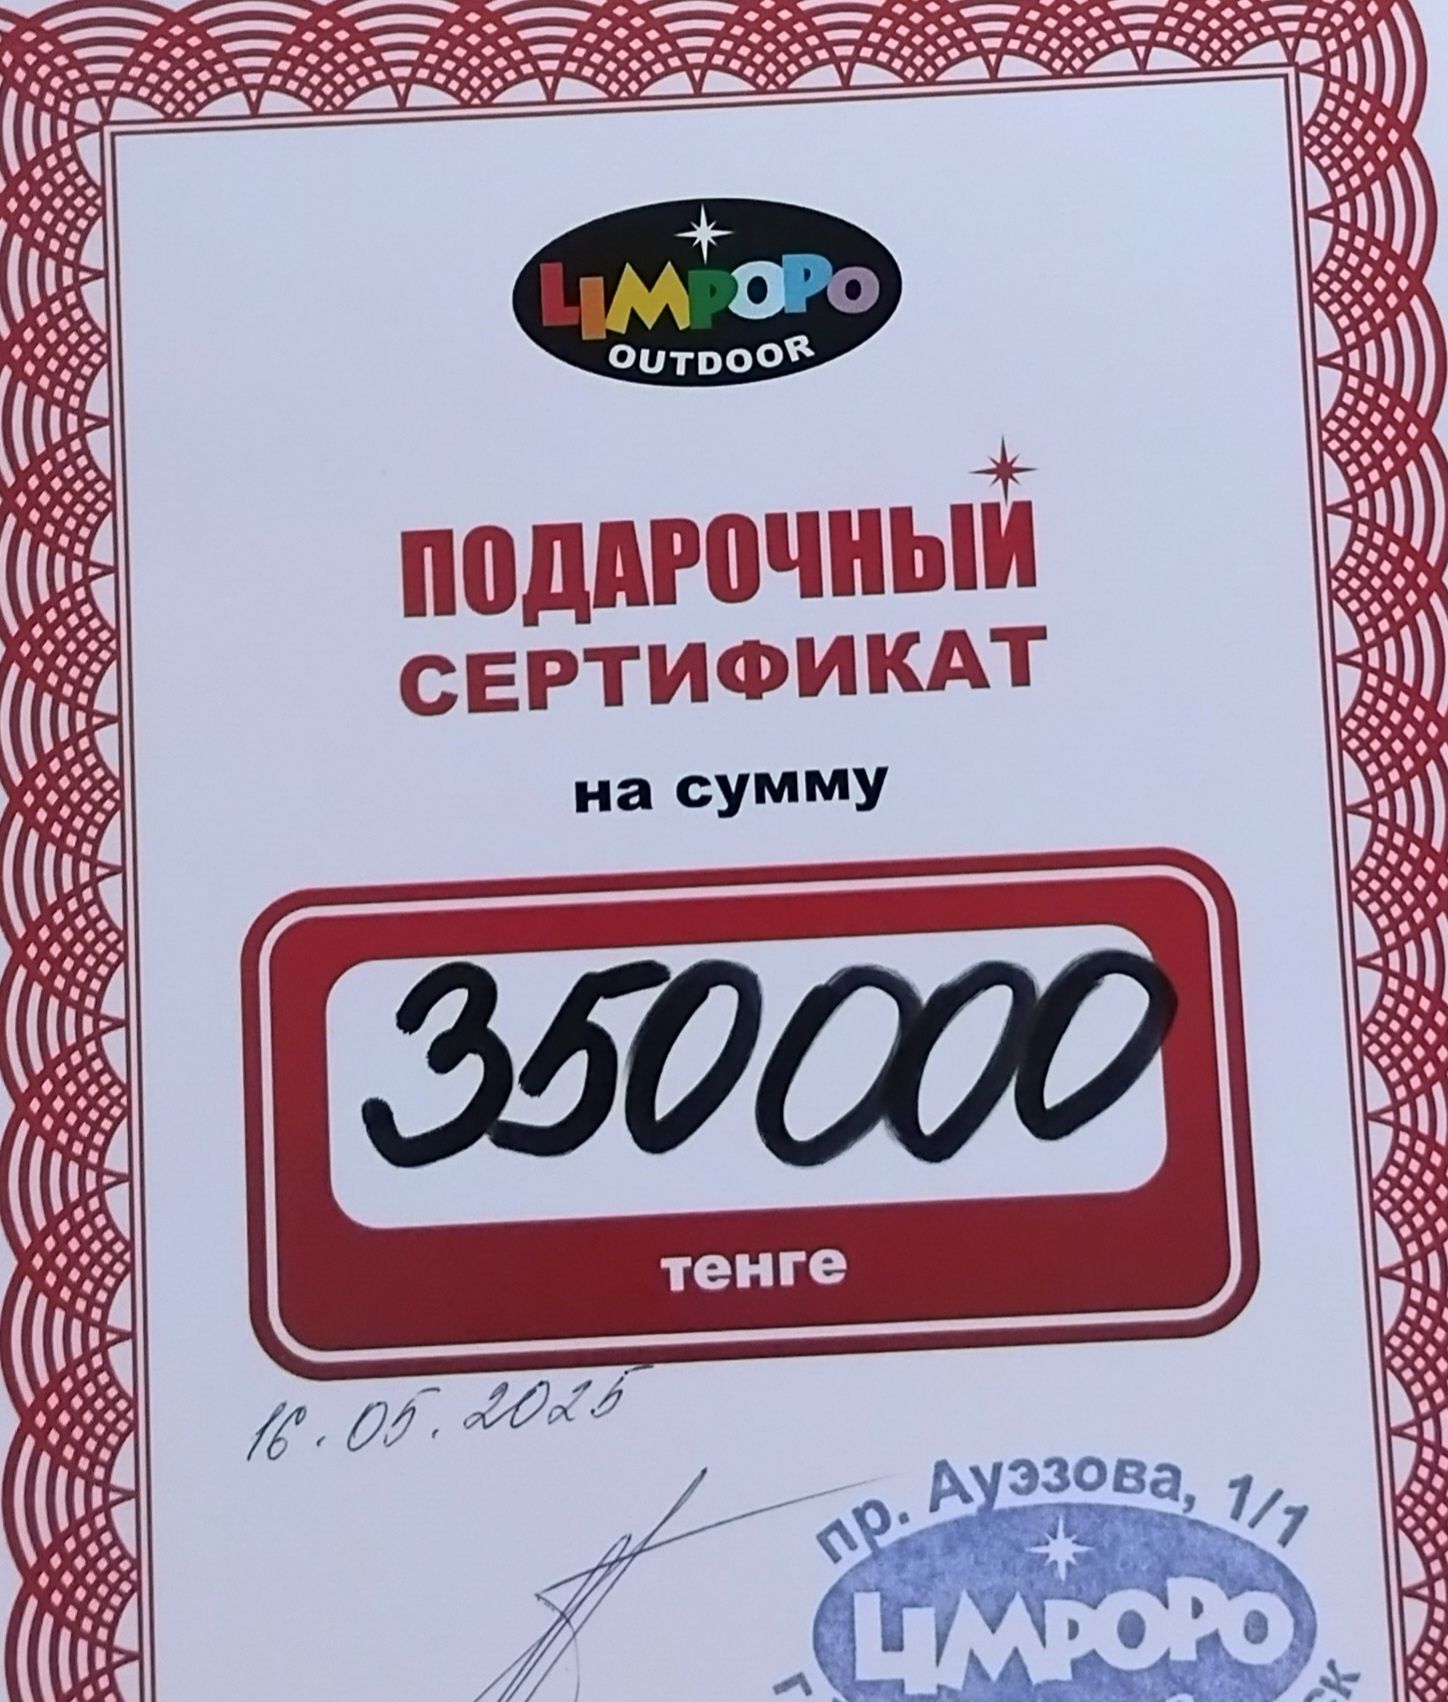 LIMPOPO
OUTDOOR
ПОДАРОЧНЫЙ
СЕРТИФИКАТ
на сумму
350000
тенге
16.05.2025
пр. Ауэзова, 1/1
LIMPOPO